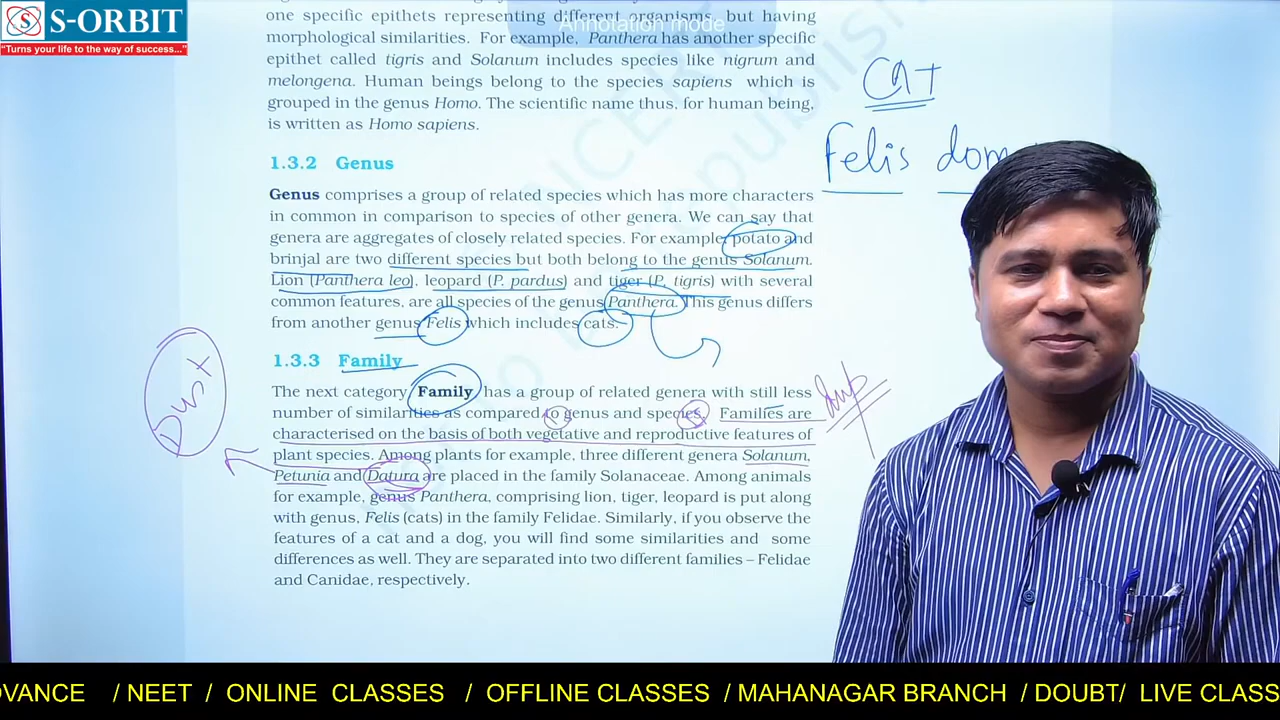 S-ORBIT
"Turns your life to the way of success..."
Annotation mode
one specific epithets representing different organisms, but having
morphological similarities. For example, Panthera has another specific
epithet called tigris and Solanum includes species like nigrum and
melongena. Human beings belong to the species sapiens which is
grouped in the genus Homo. The scientific name thus, for human being,
is written as Homo sapiens.
CAT
Felis dom
1.3.2 Genus
Genus comprises a group of related species which has more characters
in common in comparison to species of other genera. We can say that
genera are aggregates of closely related species. For example, potato and
brinjal are two different species but both belong to the genus Solanum.
Lion (Panthera leo), leopard (P. pardus) and tiger (P. tigris) with several
common features, are all species of the genus Panthera. This genus differs
from another genus Felis which includes cats.
1.3.3 Family
The next category, Family, has a group of related genera with still less
number of similarities as compared to genus and species. Families are
characterised on the basis of both vegetative and reproductive features of
plant species. Among plants for example, three different genera Solanum,
Petunia and Datura are placed in the family Solanaceae. Among animals
for example, genus Panthera, comprising lion, tiger, leopard is put along
with genus, Felis (cats) in the family Felidae. Similarly, if you observe the
features of a cat and a dog, you will find some similarities and some
differences as well. They are separated into two different families – Felidae
and Canidae, respectively.
DVANCE / NEET / ONLINE CLASSES / OFFLINE CLASSES / MAHANAGAR BRANCH / DOUBT/ LIVE CLASS